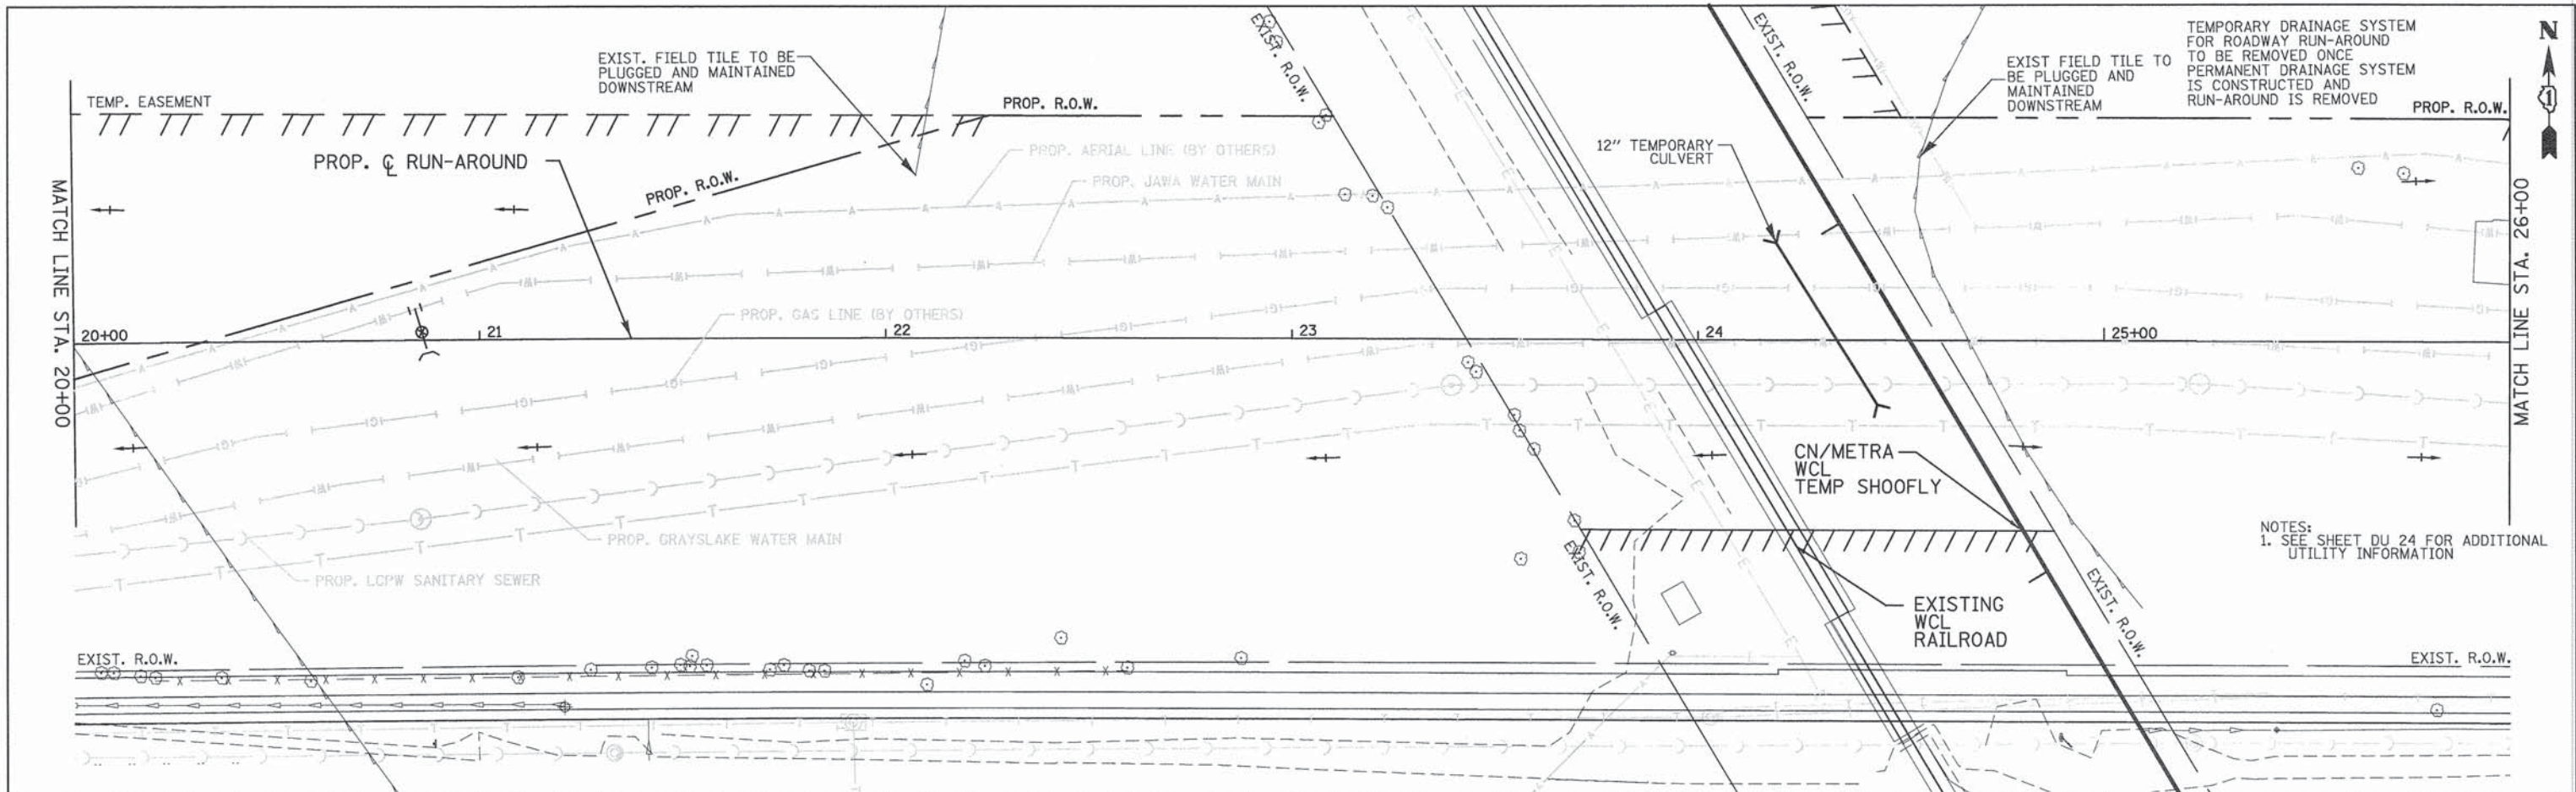 TEMPORARY DRAINAGE SYSTEM
FOR ROADWAY RUN-AROUND
TO BE REMOVED ONCE
PERMANENT DRAINAGE SYSTEM
IS CONSTRUCTED AND
RUN-AROUND IS REMOVED
N
1
EXIST. FIELD TILE TO BE
PLUGGED AND MAINTAINED
DOWNSTREAM
EXIST. R.O.W.
EXIST. R.O.W.
EXIST FIELD TILE TO
BE PLUGGED AND
MAINTAINED
DOWNSTREAM
TEMP. EASEMENT
PROP. R.O.W.
PROP. R.O.W.
PROP. ℄ RUN-AROUND
PROP. R.O.W.
PROP. AERIAL LINE (BY OTHERS)
PROP. JAWA WATER MAIN
12" TEMPORARY
CULVERT
MATCH LINE STA. 20+00
MATCH LINE STA. 26+00
PROP. GAS LINE (BY OTHERS)
20+00
21
22
23
24
25+00
CN/METRA
WCL
TEMP SHOOFLY
PROP. GRAYSLAKE WATER MAIN
PROP. LCPW SANITARY SEWER
NOTES:
1. SEE SHEET DU 24 FOR ADDITIONAL
UTILITY INFORMATION
EXIST. R.O.W.
EXISTING
WCL
RAILROAD
EXIST. R.O.W.
EXIST. R.O.W.
EXIST. R.O.W.